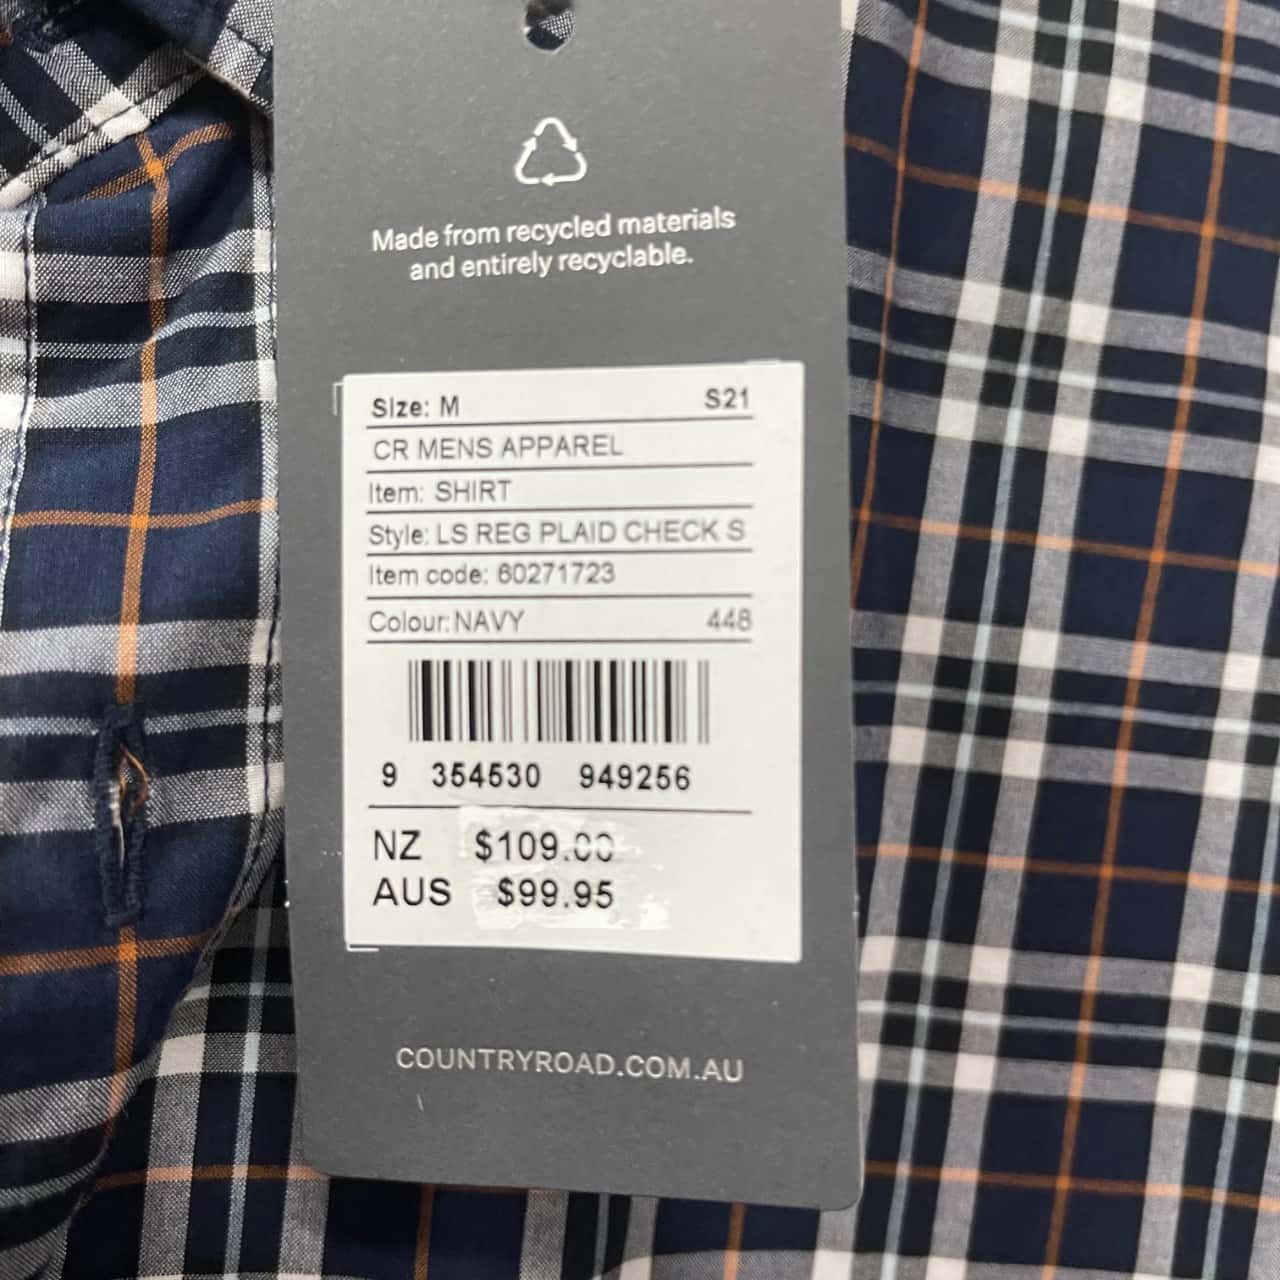 Made from recycled materials
and entirely recyclable.
Size: M S21
CR MENS APPAREL
Item: SHIRT
Style: LS REG PLAID CHECK S
Item code: 60271723
Colour: NAVY 448
9 354530 949256
NZ $109.00
AUS $99.95
COUNTRYROAD.COM.AU